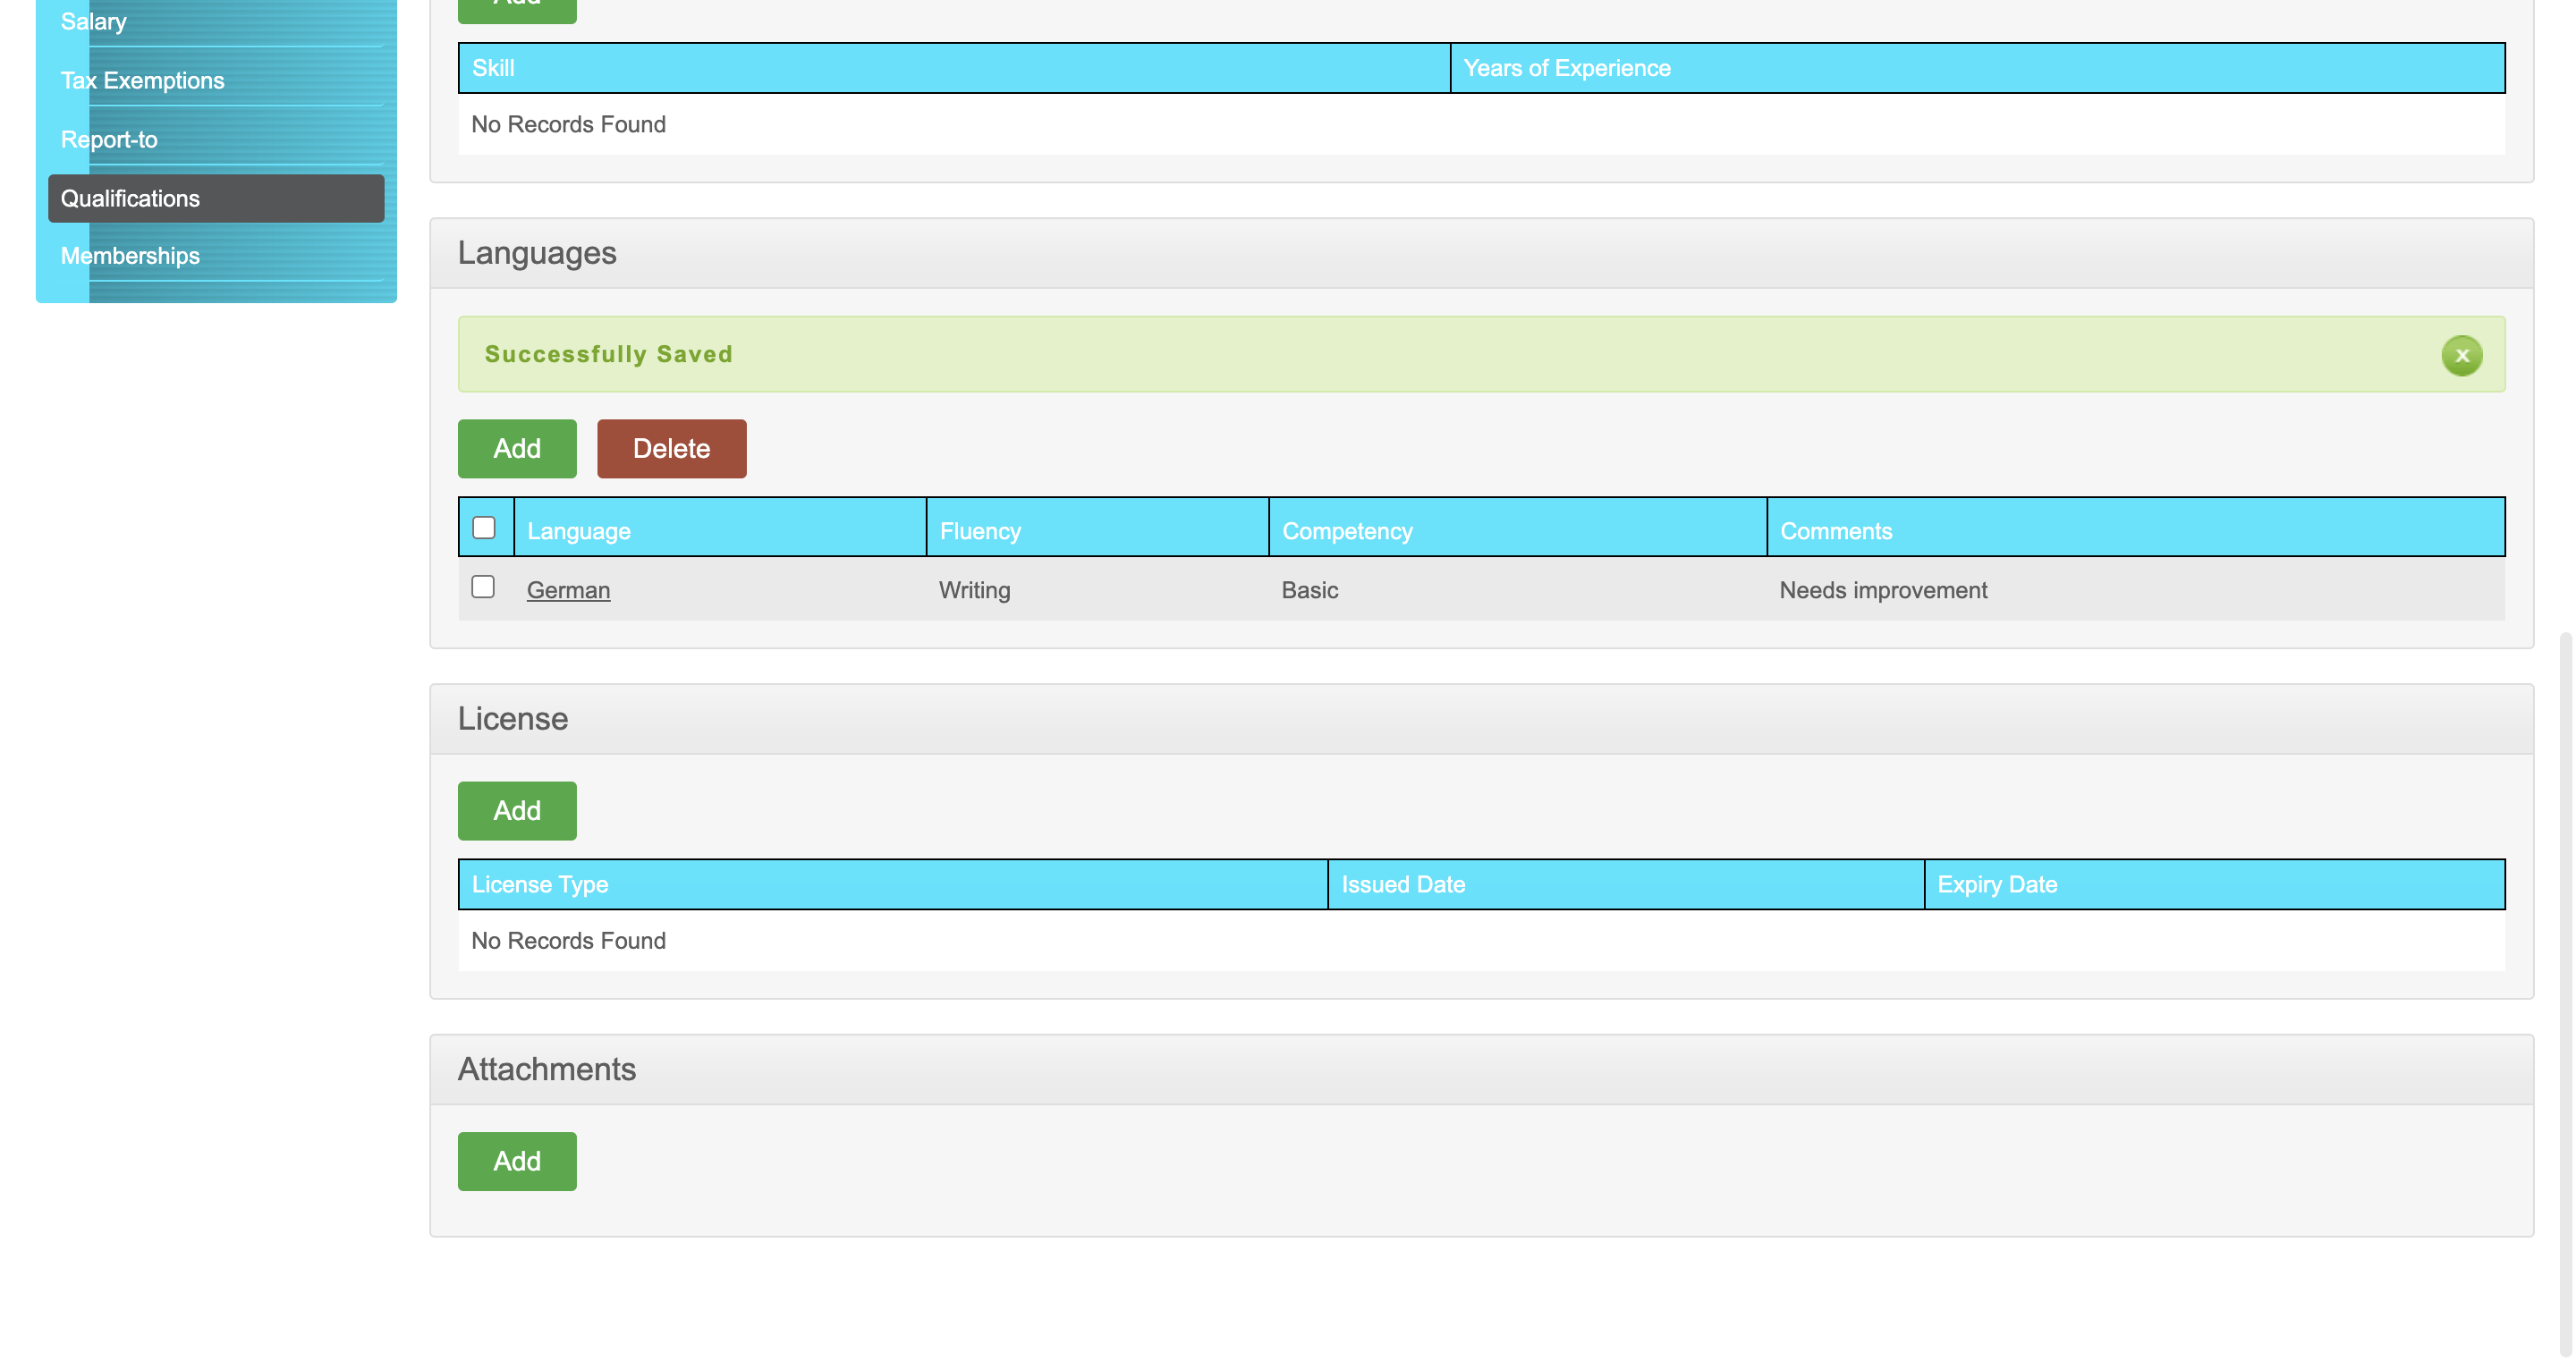 Salary
Tax Exemptions
Report-to
Qualifications
Memberships
Add
Skill Years of Experience
No Records Found
Languages
Successfully Saved
x
Add Delete
Language Fluency Competency Comments
German Writing Basic Needs improvement
License
Add
License Type Issued Date Expiry Date
No Records Found
Attachments
Add